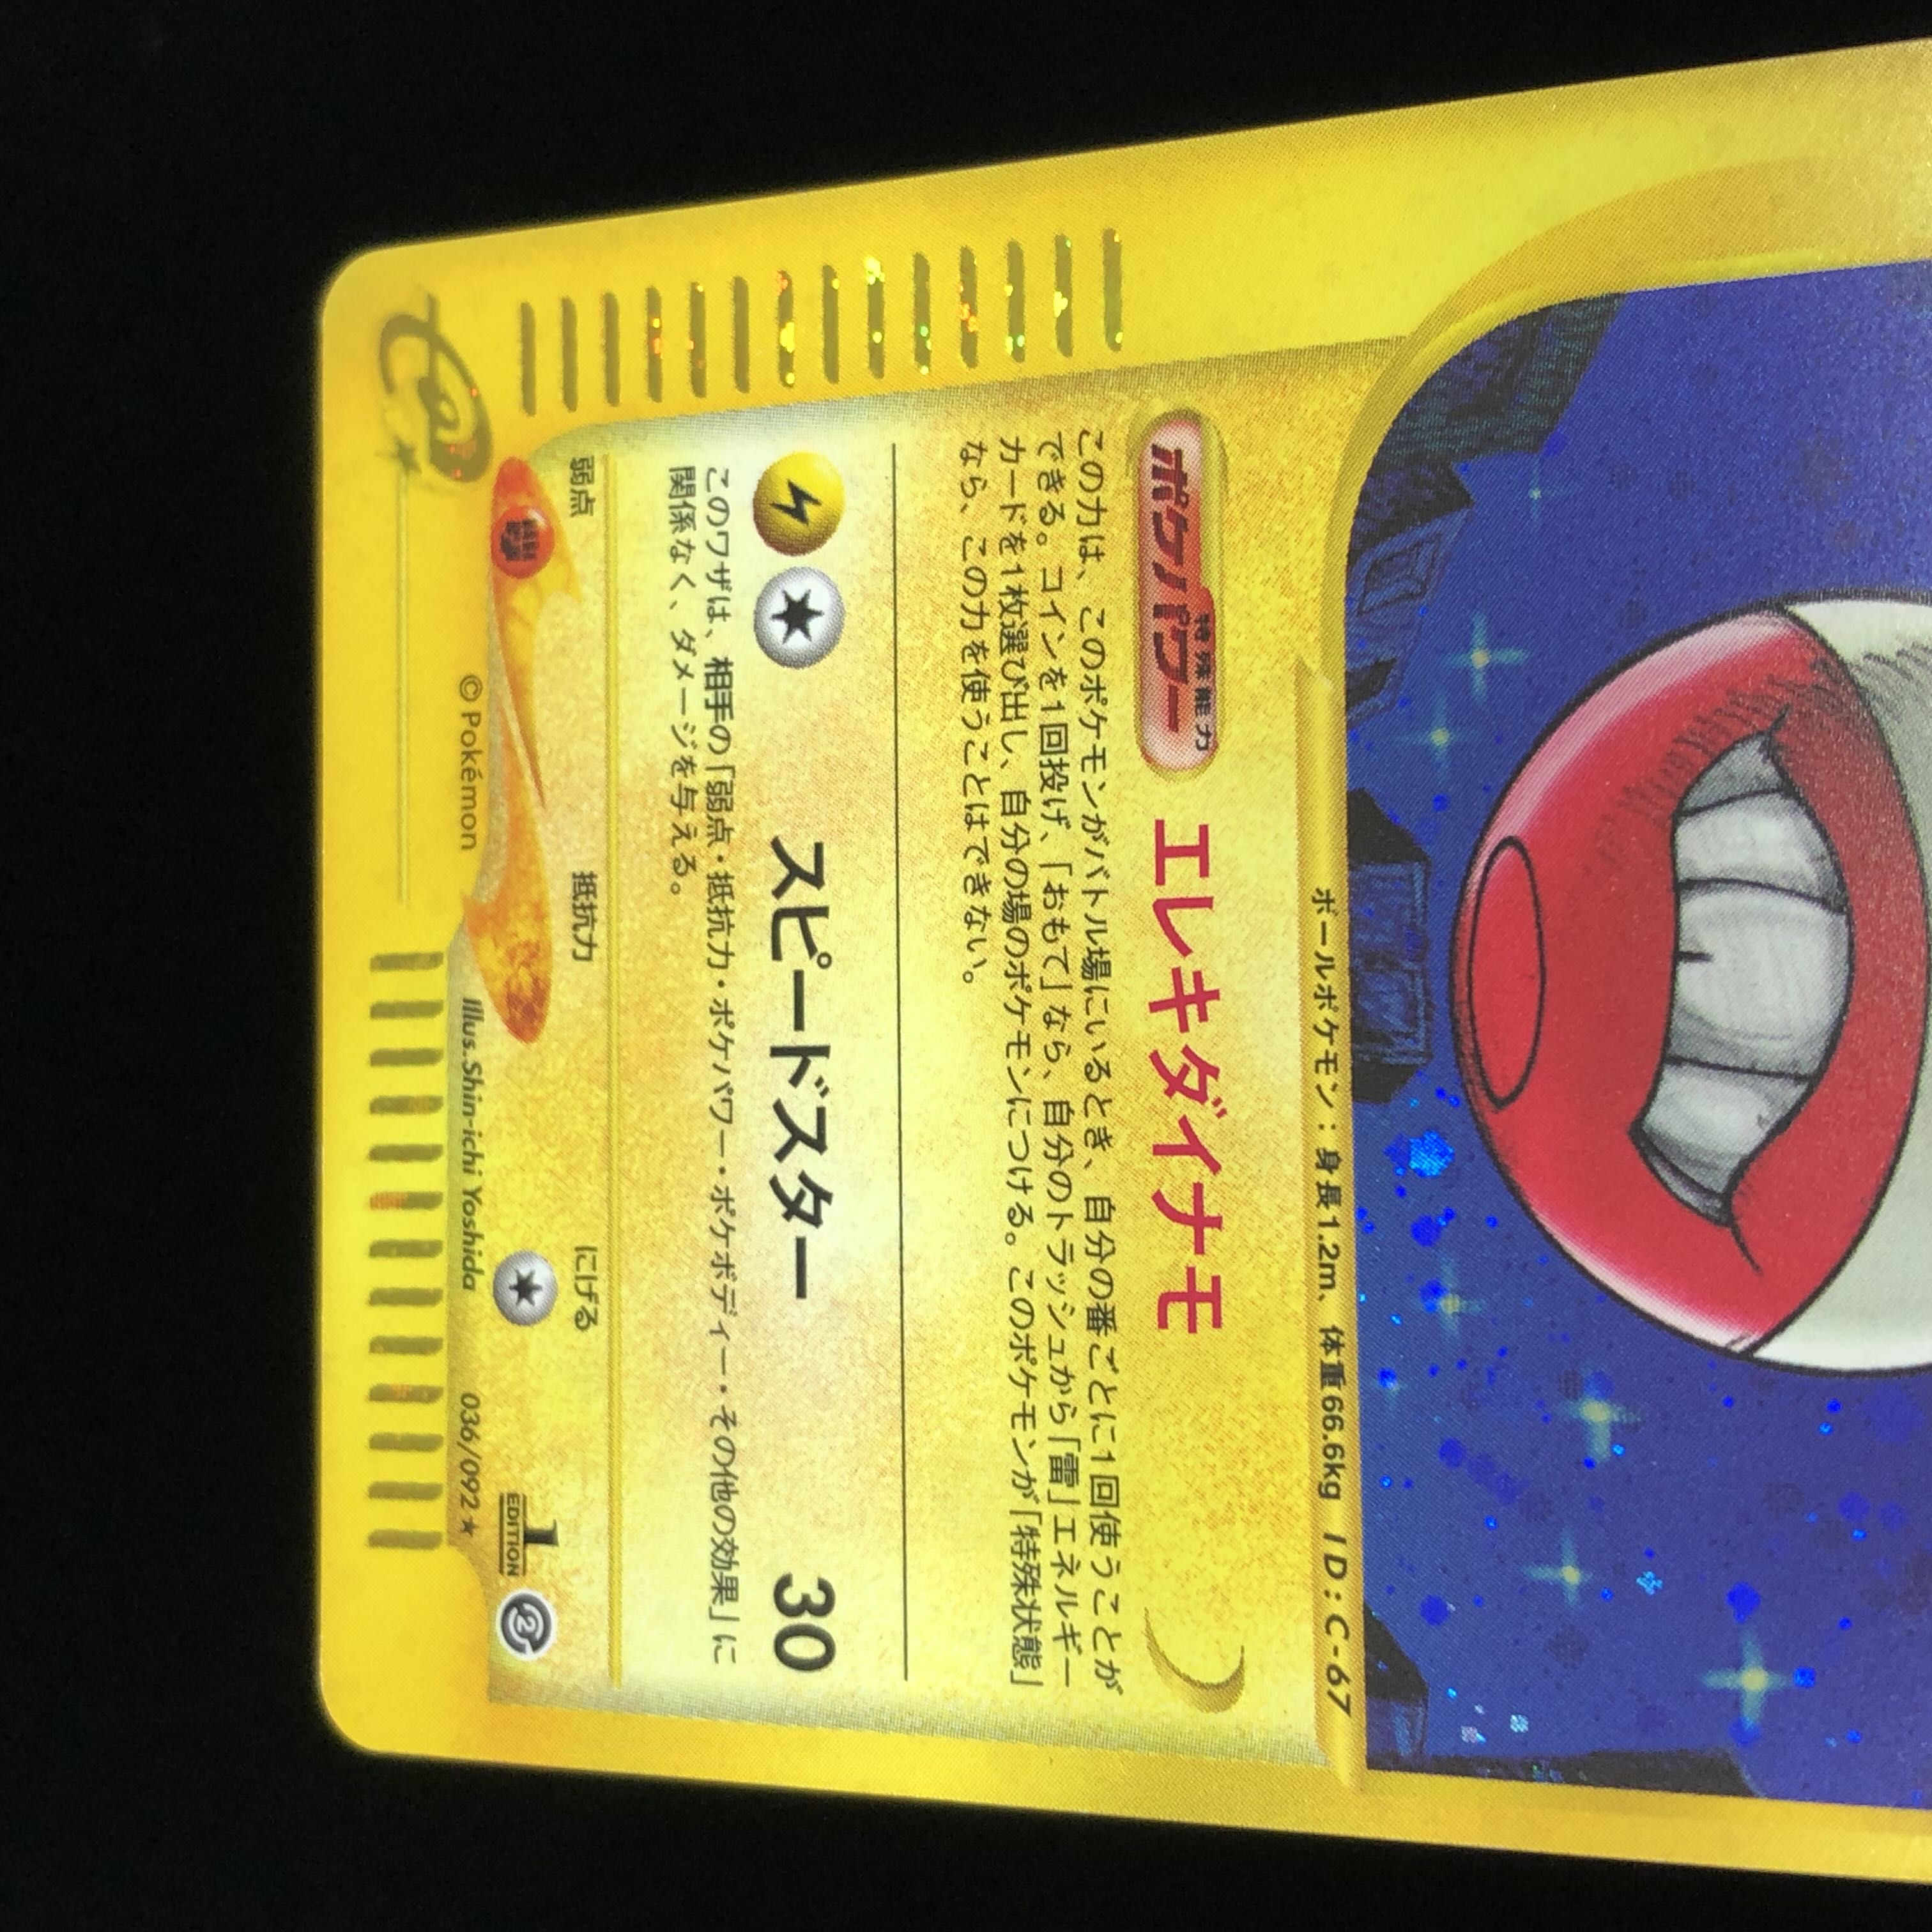 ボールポケモン：身長1.2m、体重66.6kg ID：C-67
ポケパワー 特殊能力 エレキダイナモ
この力は、このポケモンがバトル場にいるとき、自分の番ごとに1回使うことが
できる。コインを1回投げ、「おもて」なら、自分のトラッシュから「雷」エネルギー
カードを1枚選び出し、自分の場のポケモンにつける。このポケモンが「特殊状態」
なら、この力を使うことはできない。
スピードスター 30
このワザは、相手の「弱点・抵抗力・ポケパワー・ポケボディー・その他の効果」に
関係なく、ダメージを与える。
弱点 抵抗力 にげる
1 EDITION
© Pokémon Illus.Shin-ichi Yoshida 036/092★
e